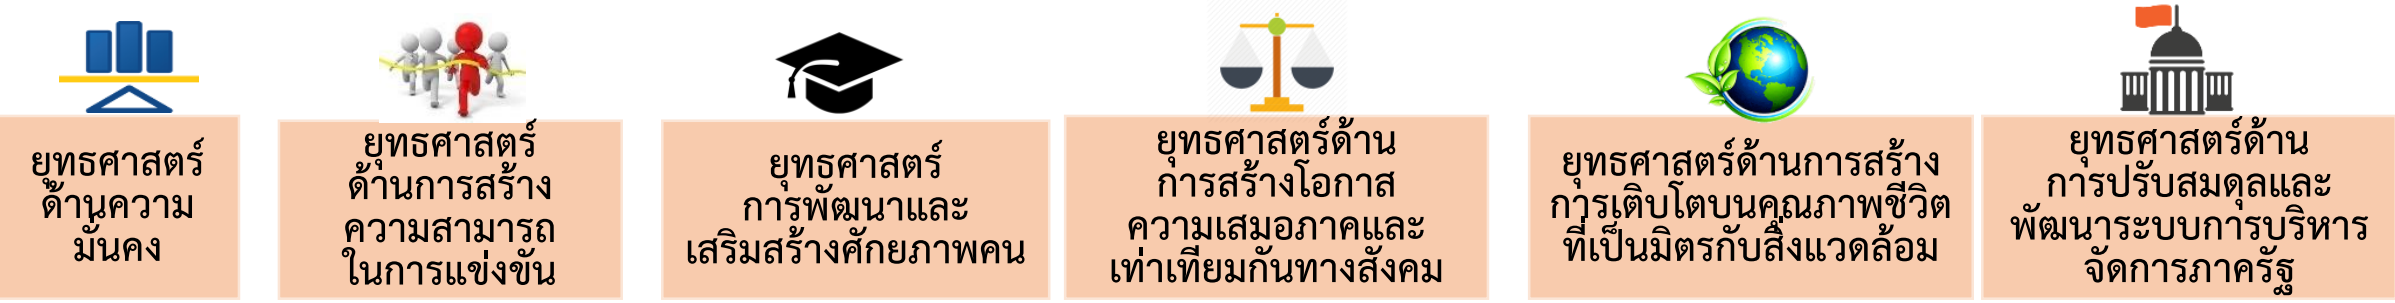 ยุทธศาสตร์
ด้านความ
มั่นคง
ยุทธศาสตร์
ด้านการสร้าง
ความสามารถ
ในการแข่งขัน
ยุทธศาสตร์
การพัฒนาและ
เสริมสร้างศักยภาพคน
ยุทธศาสตร์ด้าน
การสร้างโอกาส
ความเสมอภาคและ
เท่าเทียมกันทางสังคม
ยุทธศาสตร์ด้านการสร้าง
การเติบโตบนคุณภาพชีวิต
ที่เป็นมิตรกับสิ่งแวดล้อม
ยุทธศาสตร์ด้าน
การปรับสมดุลและ
พัฒนาระบบการบริหาร
จัดการภาครัฐ